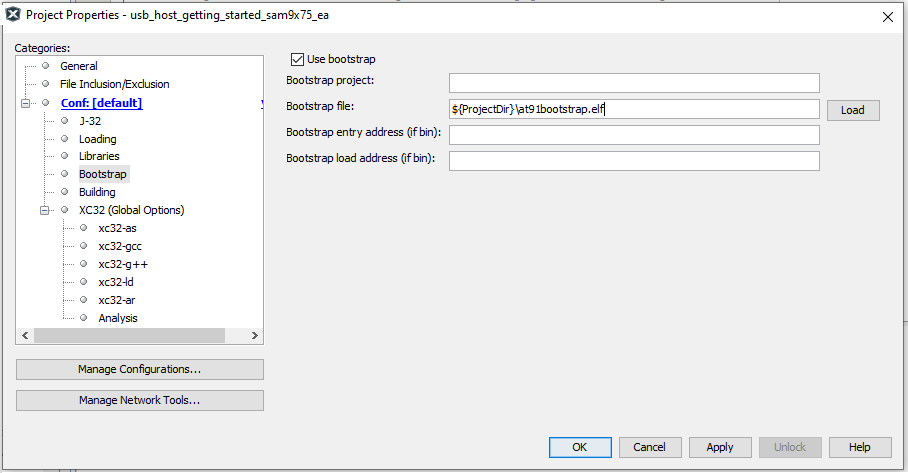 Project Properties - usb_host_getting_started_sam9x75_ea
Categories:
General
File Inclusion/Exclusion
Conf: [default]
J-32
Loading
Libraries
Bootstrap
Building
XC32 (Global Options)
xc32-as
xc32-gcc
xc32-g++
xc32-ld
xc32-ar
Analysis
Manage Configurations...
Manage Network Tools...
Use bootstrap
Bootstrap project:
Bootstrap file: ${ProjectDir}\at91bootstrap.elf Load
Bootstrap entry address (if bin):
Bootstrap load address (if bin):
OK Cancel Apply Unlock Help